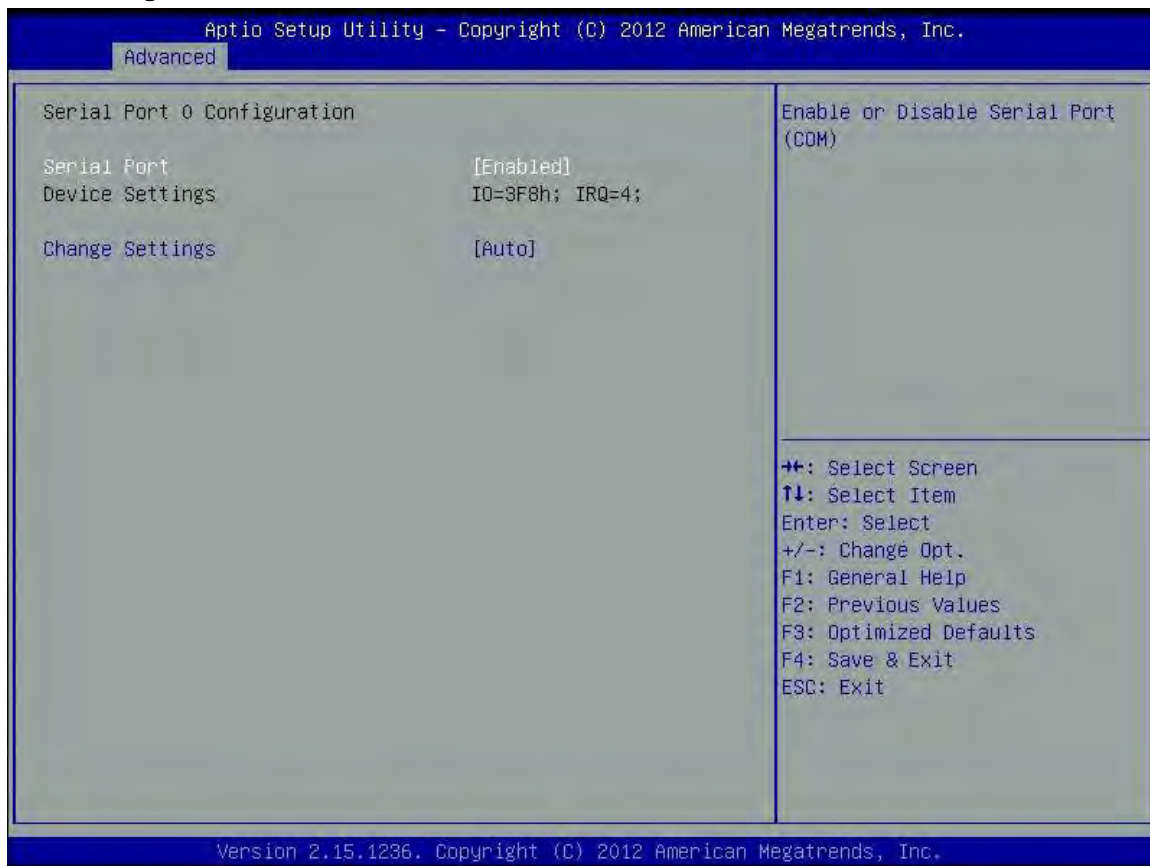 Aptio Setup Utility – Copyright (C) 2012 American Megatrends, Inc.
Advanced
Serial Port 0 Configuration
Serial Port [Enabled]
Device Settings IO=3F8h; IRQ=4;
Change Settings [Auto]
Enable or Disable Serial Port
(COM)
→←: Select Screen
↑↓: Select Item
Enter: Select
+/-: Change Opt.
F1: General Help
F2: Previous Values
F3: Optimized Defaults
F4: Save & Exit
ESC: Exit
Version 2.15.1236. Copyright (C) 2012 American Megatrends, Inc.